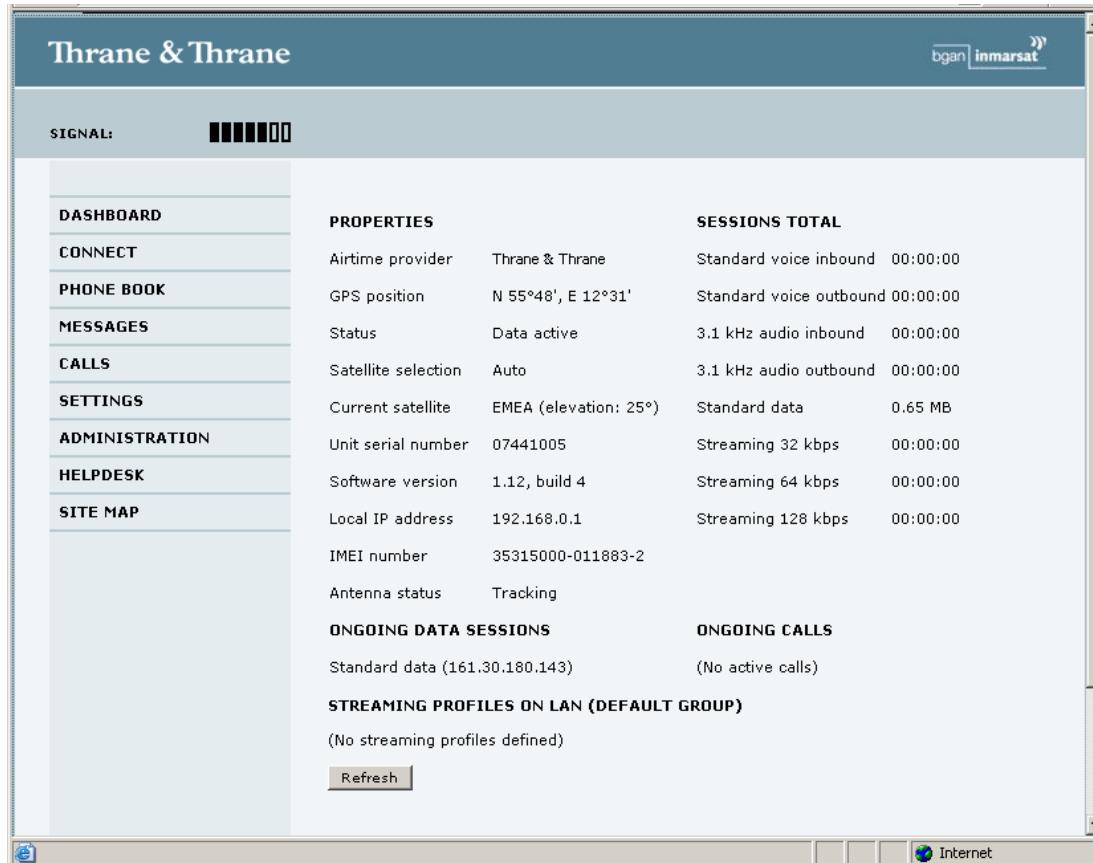 Thrane & Thrane
bgan inmarsat
SIGNAL:
DASHBOARD
CONNECT
PHONE BOOK
MESSAGES
CALLS
SETTINGS
ADMINISTRATION
HELPDESK
SITE MAP
PROPERTIES
Airtime provider Thrane & Thrane
GPS position N 55°48', E 12°31'
Status Data active
Satellite selection Auto
Current satellite EMEA (elevation: 25°)
Unit serial number 07441005
Software version 1.12, build 4
Local IP address 192.168.0.1
IMEI number 35315000-011883-2
Antenna status Tracking
SESSIONS TOTAL
Standard voice inbound 00:00:00
Standard voice outbound 00:00:00
3.1 kHz audio inbound 00:00:00
3.1 kHz audio outbound 00:00:00
Standard data 0.65 MB
Streaming 32 kbps 00:00:00
Streaming 64 kbps 00:00:00
Streaming 128 kbps 00:00:00
ONGOING DATA SESSIONS
Standard data (161.30.180.143)
ONGOING CALLS
(No active calls)
STREAMING PROFILES ON LAN (DEFAULT GROUP)
(No streaming profiles defined)
Refresh
Internet